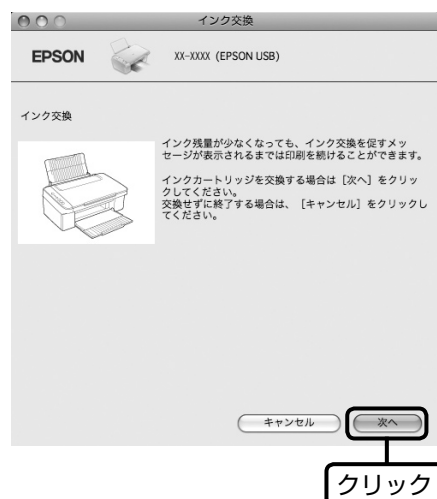 インク交換
EPSON XX-XXXX (EPSON USB)
インク交換
インク残量が少なくなっても、インク交換を促すメッ
セージが表示されるまでは印刷を続けることができます。
インクカートリッジを交換する場合は［次へ］をクリッ
クしてください。
交換せずに終了する場合は、［キャンセル］をクリックし
てください。
キャンセル 次へ
クリック